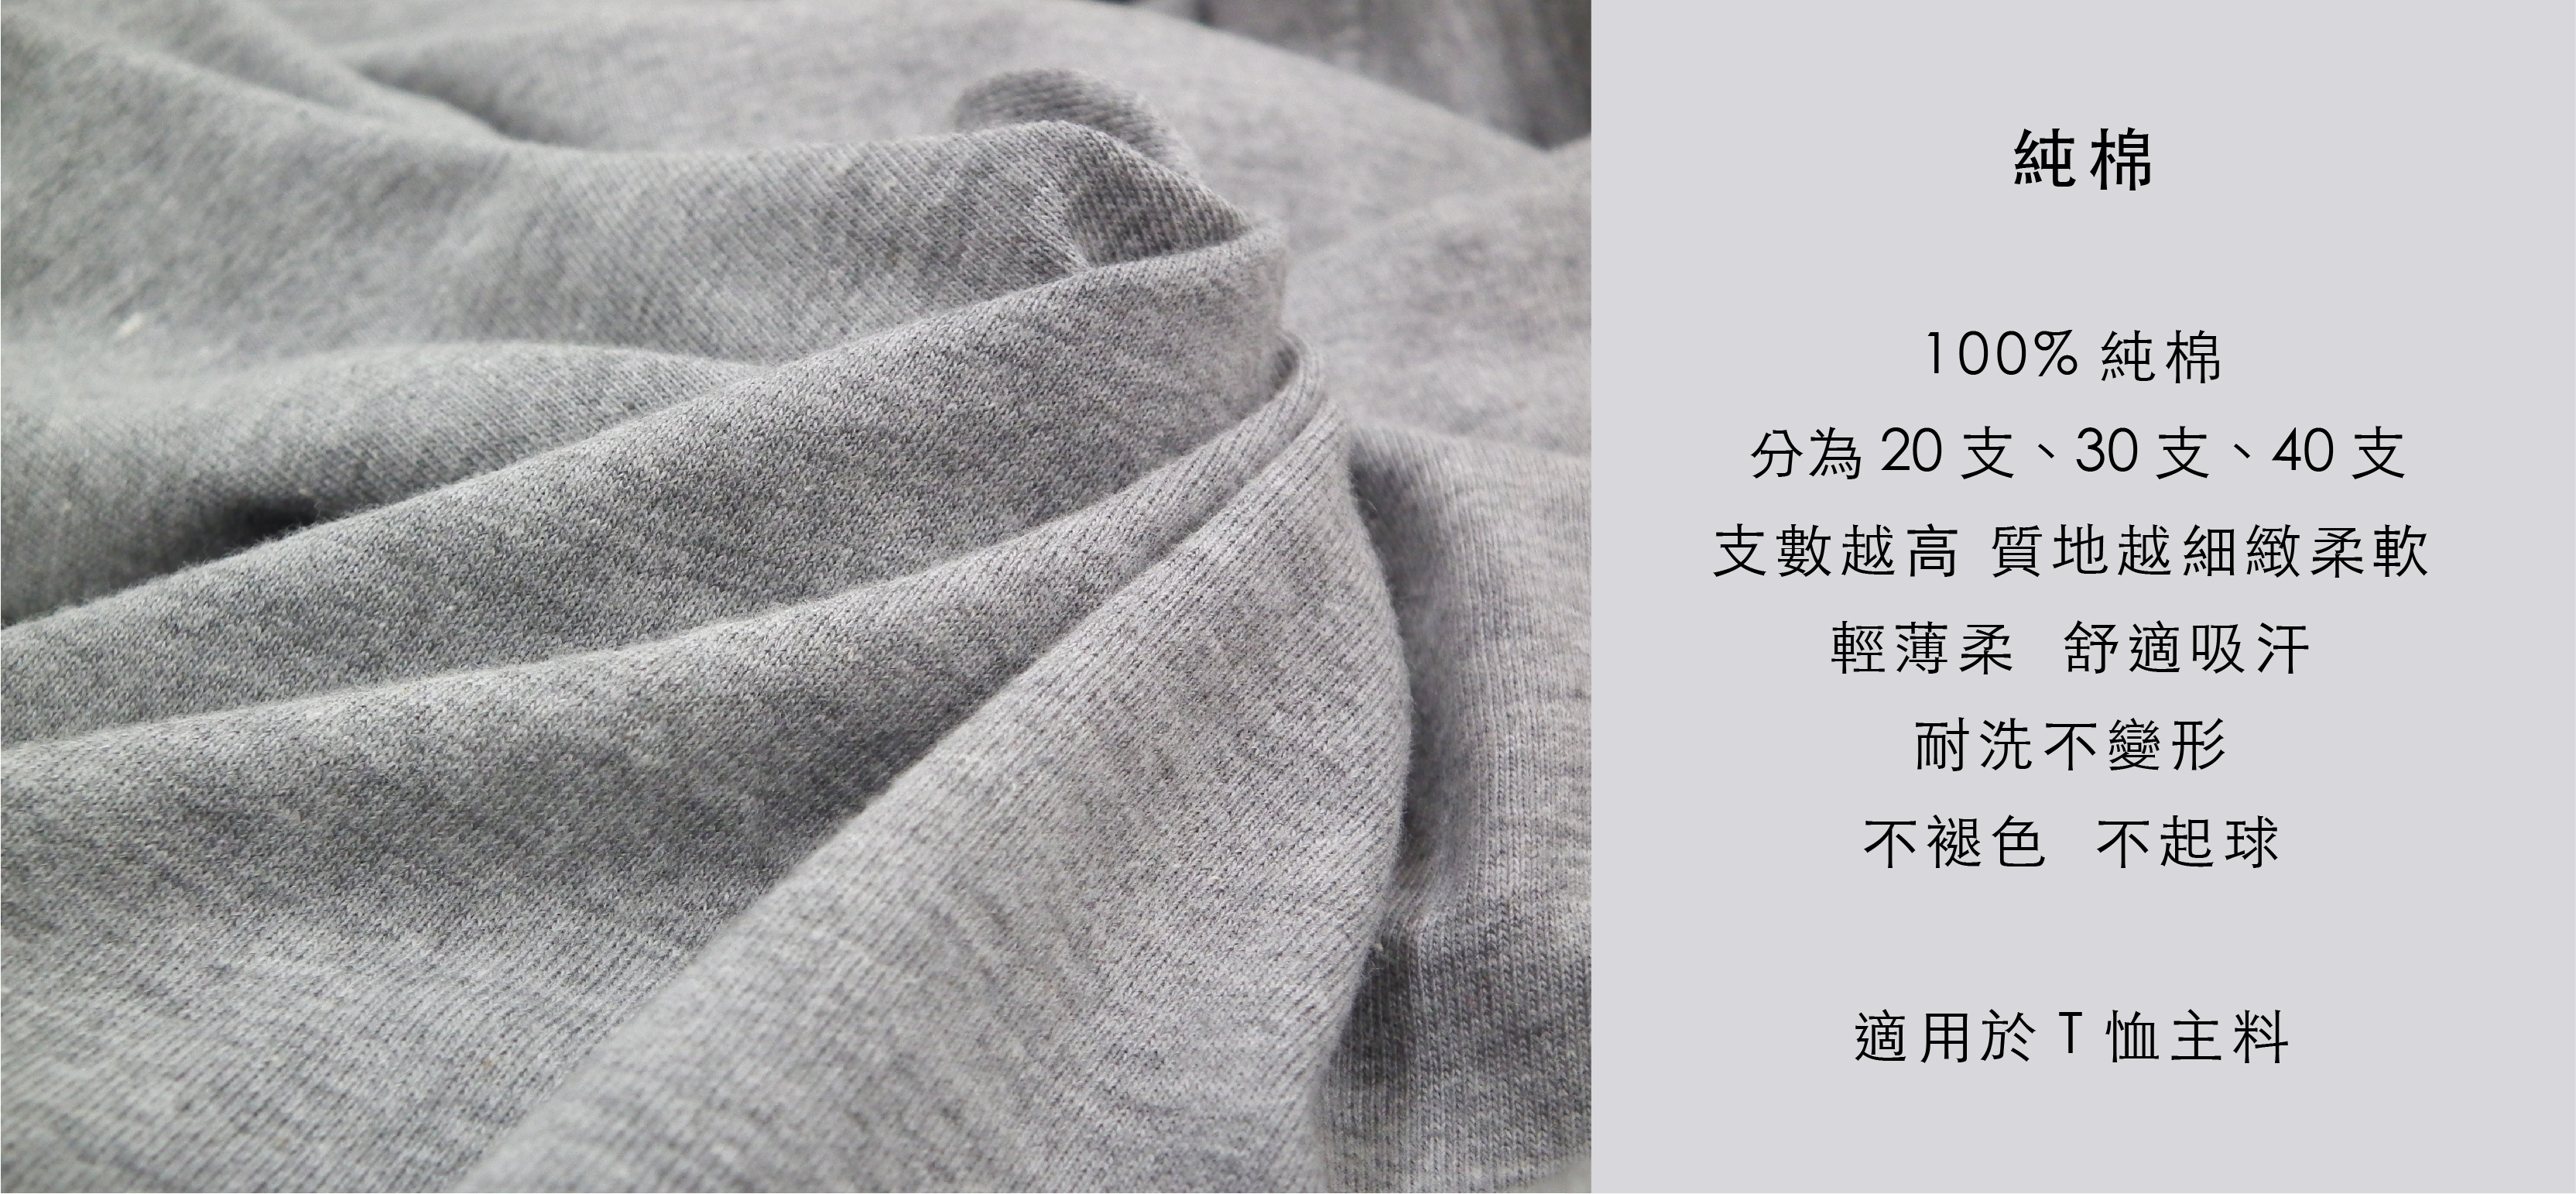 純棉
100% 純棉
分為 20 支、30 支、40 支
支數越高 質地越細緻柔軟
輕薄柔 舒適吸汗
耐洗不變形
不褪色 不起球
適用於 T 恤主料